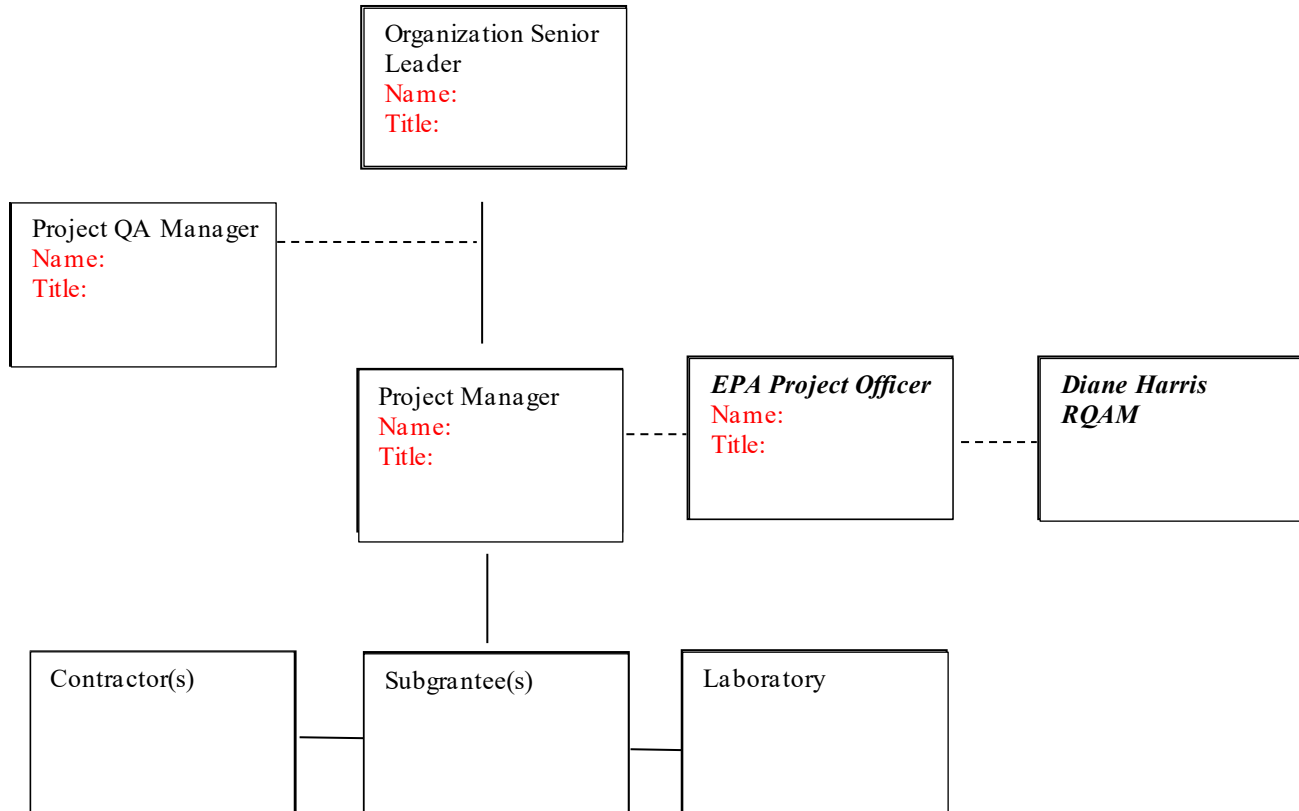 Organization Senior
Leader
Name:
Title:
Project QA Manager
Name:
Title:
Project Manager
Name:
Title:
EPA Project Officer
Name:
Title:
Diane Harris
RQAM
Contractor(s)
Subgrantee(s)
Laboratory